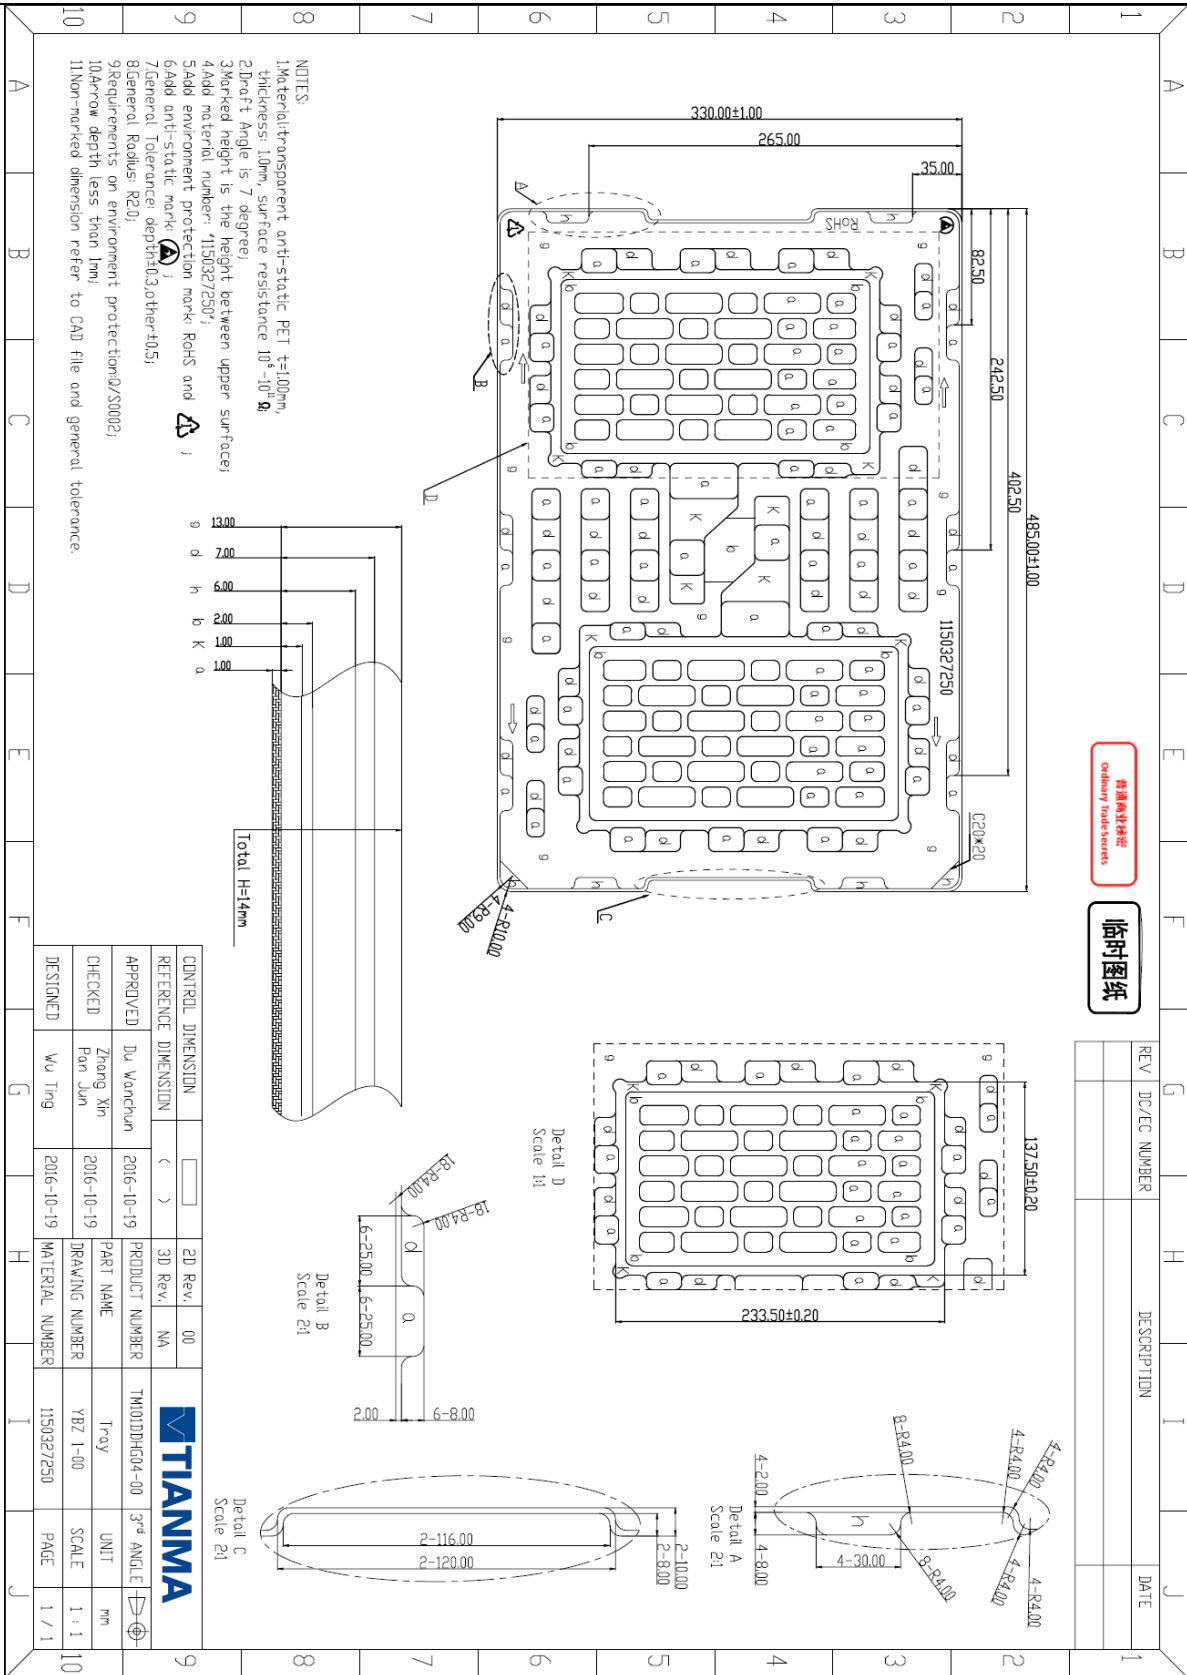 NOTES:
1.Material:transparent anti-static PET t=1.00mm,
thickness: 1.0mm, surface resistance 10⁶-10¹¹Ω;
2.Draft Angle is 7 degree;
3.Marked height is the height between upper surface;
4.Add material number: "1150327250";
5.Add environment protection mark: RoHS and ;
6.Add anti-static mark: ;
7.General Tolerance: depth±0.3,other±0.5;
8.General Radius: R2.0;
9.Requirements on environment protection:Q/S0002;
10.Arrow depth less than 1mm;
11.Non-marked dimension refer to CAD file and general tolerance.
485.00±1.00
402.50
242.50
82.50
330.00±1.00
265.00
35.00
RoHS
1150327250
C20*20
4-R10.00
4-R9.00
A
B
C
D
g 13.00
d 7.00
h 6.00
b 2.00
K 1.00
a 1.00
Total H=14mm
137.50±0.20
233.50±0.20
Detail D
Scale 1:1
18-R4.00
18-R4.00
6-25.00
6-25.00
d
a
2.00
6-8.00
Detail B
Scale 2:1
4-R4.00
4-R4.00
4-R4.00
4-R4.00
8-R4.00
8-R4.00
4-30.00
4-2.00
4-8.00
h
Detail A
Scale 2:1
2-116.00
2-120.00
2-8.00
2-10.00
Detail C
Scale 2:1
普通商业秘密
Ordinary Trade Secrets
临时图纸
REV DC/EC NUMBER DESCRIPTION DATE
CONTROL DIMENSION 2D Rev. 00
REFERENCE DIMENSION ( ) 3D Rev. NA
TIANMA
APPROVED Du Wanchun 2016-10-19 PRODUCT NUMBER TM101DDHG04-00 3rd ANGLE
CHECKED Zhang Xin Pan Jun 2016-10-19 PART NAME Tray UNIT mm
DRAWING NUMBER YBZ 1-00 SCALE 1:1
DESIGNED Wu Ting 2016-10-19 MATERIAL NUMBER 1150327250 PAGE 1/1